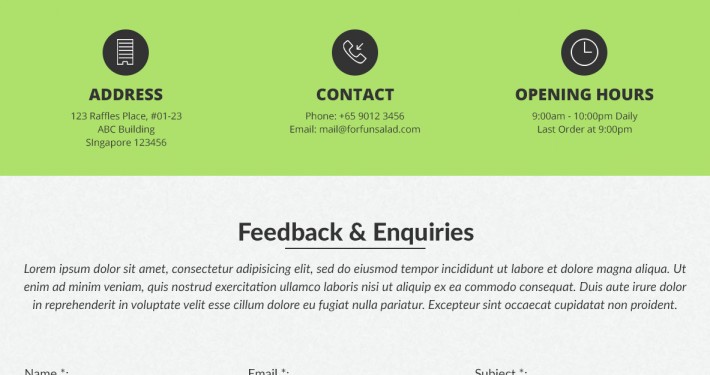 ADDRESS
123 Raffles Place, #01-23
ABC Building
SIngapore 123456
CONTACT
Phone: +65 9012 3456
Email: mail@forfunsalad.com
OPENING HOURS
9:00am - 10:00pm Daily
Last Order at 9:00pm
Feedback & Enquiries
Lorem ipsum dolor sit amet, consectetur adipisicing elit, sed do eiusmod tempor incididunt ut labore et dolore magna aliqua. Ut
enim ad minim veniam, quis nostrud exercitation ullamco laboris nisi ut aliquip ex ea commodo consequat. Duis aute irure dolor
in reprehenderit in voluptate velit esse cillum dolore eu fugiat nulla pariatur. Excepteur sint occaecat cupidatat non proident.
Name *: Email *: Subject *: